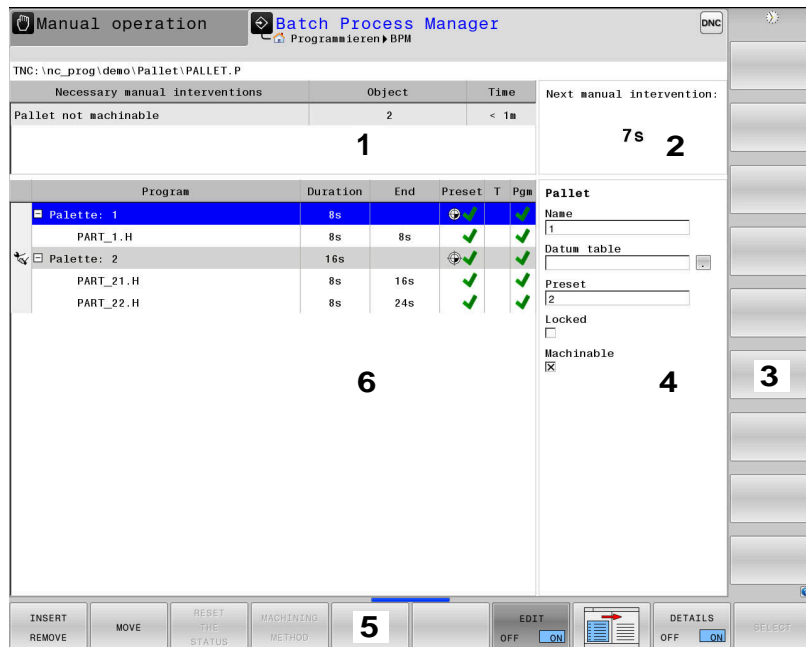 Manual operation
Batch Process Manager
DNC
Programmieren BPM
TNC:\nc_prog\demo\Pallet\PALLET.P
Necessary manual interventions Object Time
Pallet not machinable 2 < 1m
1
Next manual intervention:
7s
2
Program Duration End Preset T Pgm
Palette: 1 8s
PART_1.H 8s 8s
Palette: 2 16s
PART_21.H 8s 16s
PART_22.H 8s 24s
6
Pallet
Name
1
Datum table
.
Preset
2
Locked
Machinable
4
3
INSERT
REMOVE
MOVE
RESET
THE
STATUS
MACHINING
METHOD
5
EDIT
OFF ON
DETAILS
OFF ON
SELECT